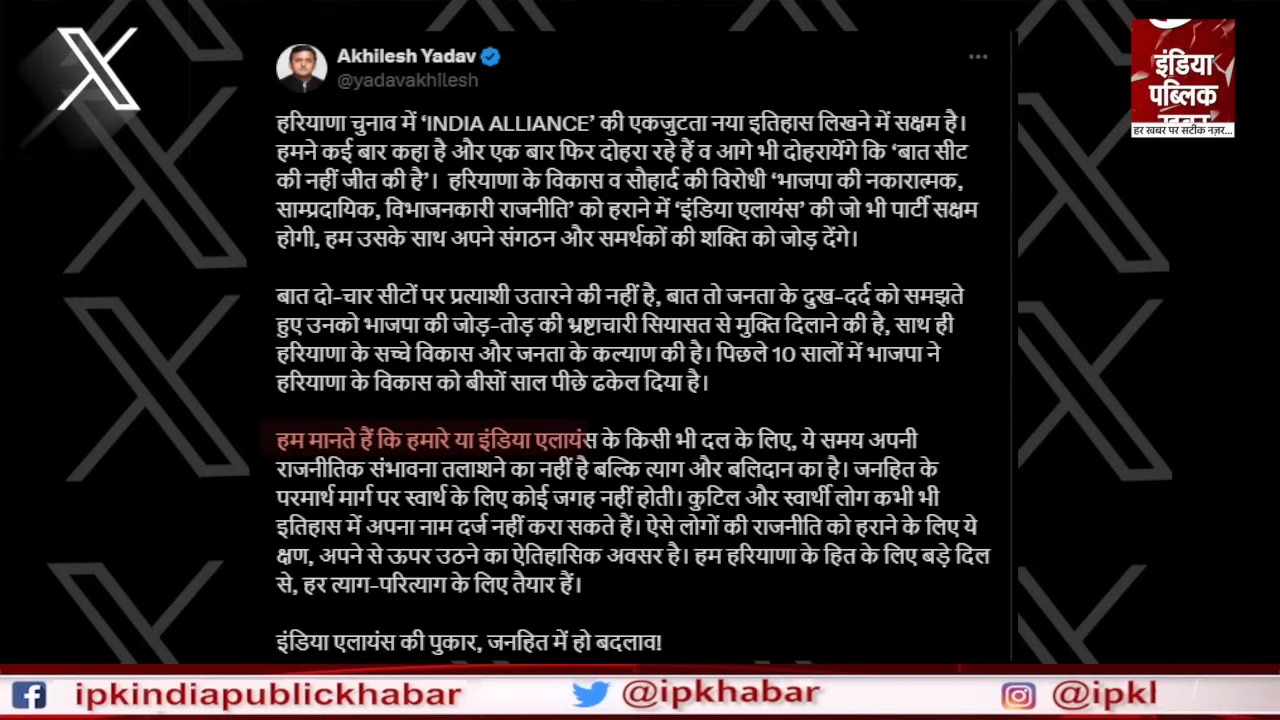 Akhilesh Yadav
@yadavakhilesh
इंडिया
पब्लिक
खबर
हर खबर पर सटीक नज़र...
हरियाणा चुनाव में ‘INDIA ALLIANCE’ की एकजुटता नया इतिहास लिखने में सक्षम है।
हमने कई बार कहा है और एक बार फिर दोहरा रहे हैं व आगे भी दोहरायेंगे कि ‘बात सीट
की नहीं जीत की है’। हरियाणा के विकास व सौहार्द की विरोधी ‘भाजपा की नकारात्मक,
साम्प्रदायिक, विभाजनकारी राजनीति’ को हराने में ‘इंडिया एलायंस’ की जो भी पार्टी सक्षम
होगी, हम उसके साथ अपने संगठन और समर्थकों की शक्ति को जोड़ देंगे।
बात दो-चार सीटों पर प्रत्याशी उतारने की नहीं है, बात तो जनता के दुख-दर्द को समझते
हुए उनको भाजपा की जोड़-तोड़ की भ्रष्टाचारी सियासत से मुक्ति दिलाने की है, साथ ही
हरियाणा के सच्चे विकास और जनता के कल्याण की है। पिछले 10 सालों में भाजपा ने
हरियाणा के विकास को बीसों साल पीछे ढकेल दिया है।
हम मानते हैं कि हमारे या इंडिया एलायंस के किसी भी दल के लिए, ये समय अपनी
राजनीतिक संभावना तलाशने का नहीं है बल्कि त्याग और बलिदान का है। जनहित के
परमार्थ मार्ग पर स्वार्थ के लिए कोई जगह नहीं होती। कुटिल और स्वार्थी लोग कभी भी
इतिहास में अपना नाम दर्ज नहीं करा सकते हैं। ऐसे लोगों की राजनीति को हराने के लिए ये
क्षण, अपने से ऊपर उठने का ऐतिहासिक अवसर है। हम हरियाणा के हित के लिए बड़े दिल
से, हर त्याग-परित्याग के लिए तैयार हैं।
इंडिया एलायंस की पुकार, जनहित में हो बदलाव!
ipkindiapublickhabar
@ipkhabar
@ipkl